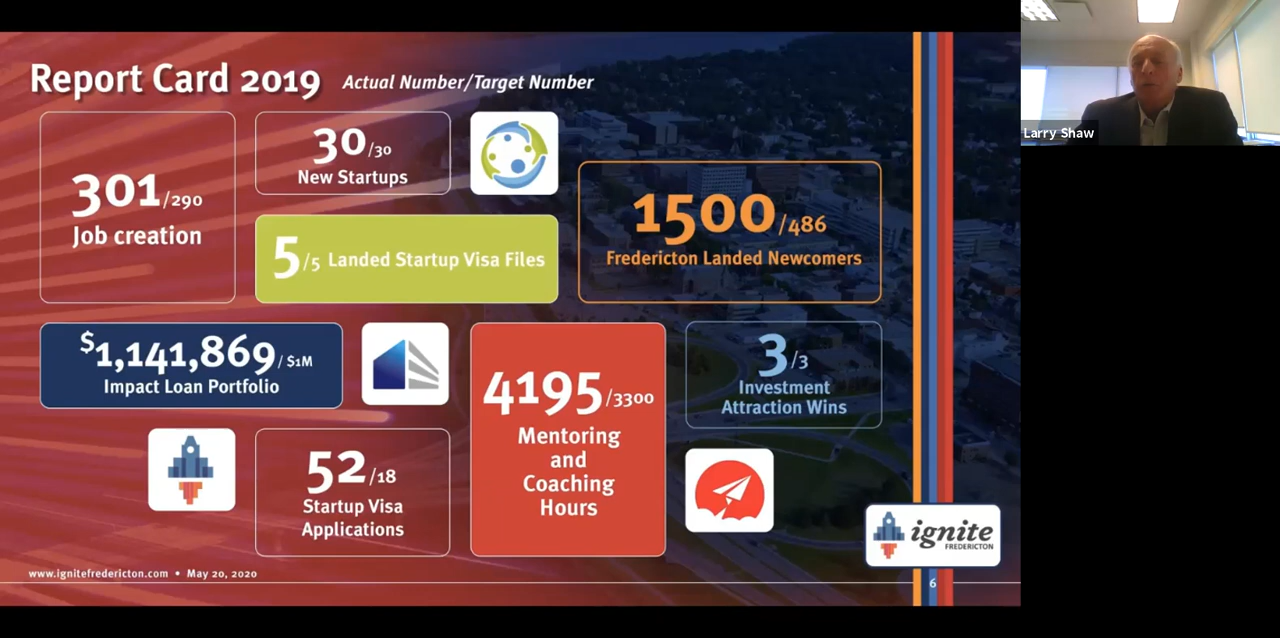 Report Card 2019 Actual Number/Target Number
301/290
Job creation
30/30
New Startups
5/5 Landed Startup Visa Files
1500/486
Fredericton Landed Newcomers
$1,141,869/$1M
Impact Loan Portfolio
52/18
Startup Visa
Applications
4195/3300
Mentoring
and
Coaching
Hours
3/3
Investment
Attraction Wins
ignite
FREDERICTON
www.ignitefredericton.com • May 20, 2020
6
Larry Shaw